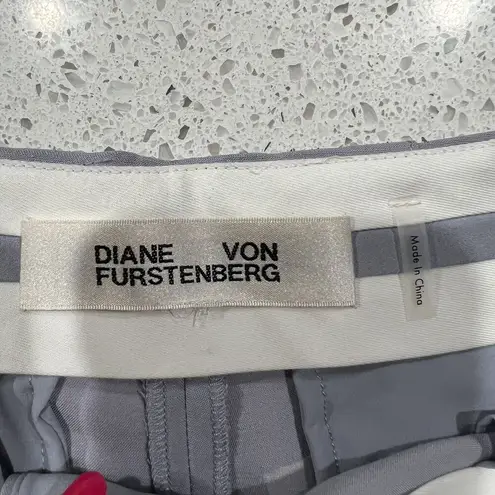 DIANE VON
FURSTENBERG
Made In China